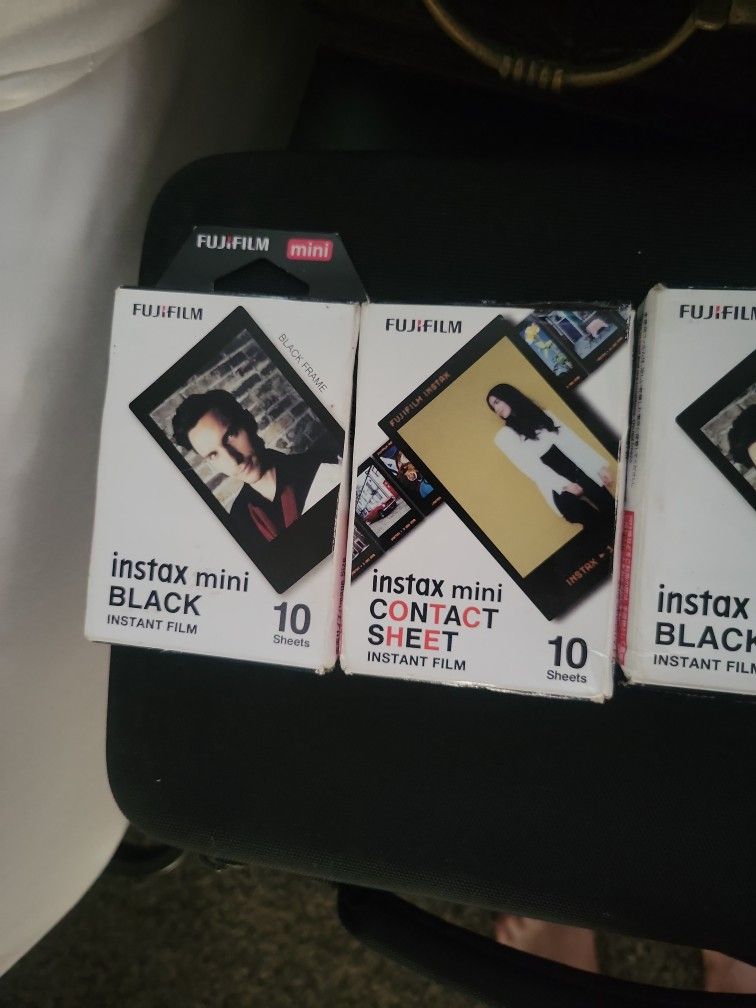 FUJIFILM mini
FUJIFILM
BLACK FRAME
instax mini
BLACK
INSTANT FILM
10
Sheets
FUJIFILM
FUJIFILM INSTAX
INSTAX
instax mini
CONTACT
SHEET
INSTANT FILM
10
Sheets
FUJIFILM
instax
BLACK
INSTANT FILM